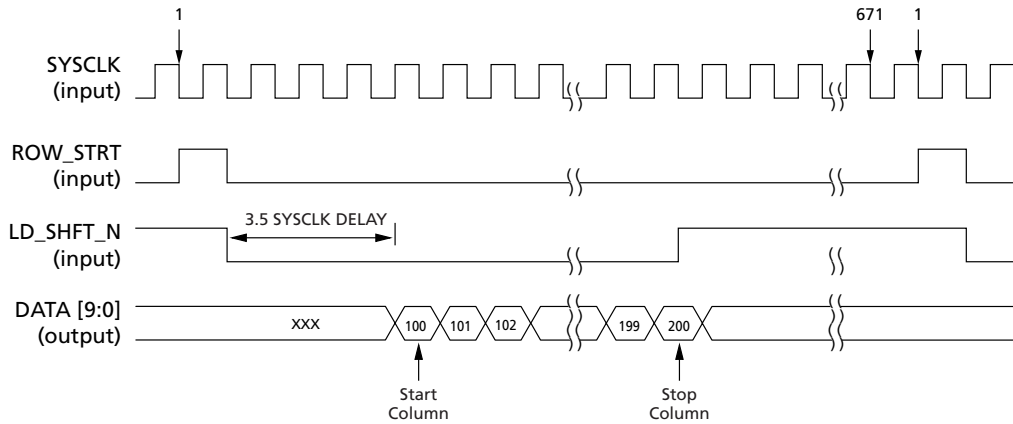 1 671 1
SYSCLK
(input)
ROW_STRT
(input)
3.5 SYSCLK DELAY
LD_SHFT_N
(input)
DATA [9:0]
(output)
XXX 100 101 102 199 200
Start
Column
Stop
Column